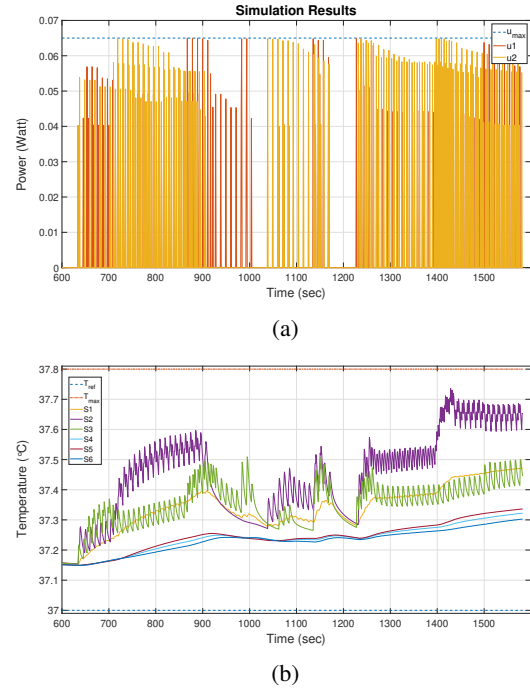 Simulation Results
0.07
0.06
0.05
0.04
0.03
0.02
0.01
0
Power (Watt)
u_max
u1
u2
600 700 800 900 1000 1100 1200 1300 1400 1500
Time (sec)
(a)
37.8
37.7
37.6
37.5
37.4
37.3
37.2
37.1
37
Temperature (°C)
T_ref
T_max
S1
S2
S3
S4
S5
S6
600 700 800 900 1000 1100 1200 1300 1400 1500
Time (sec)
(b)